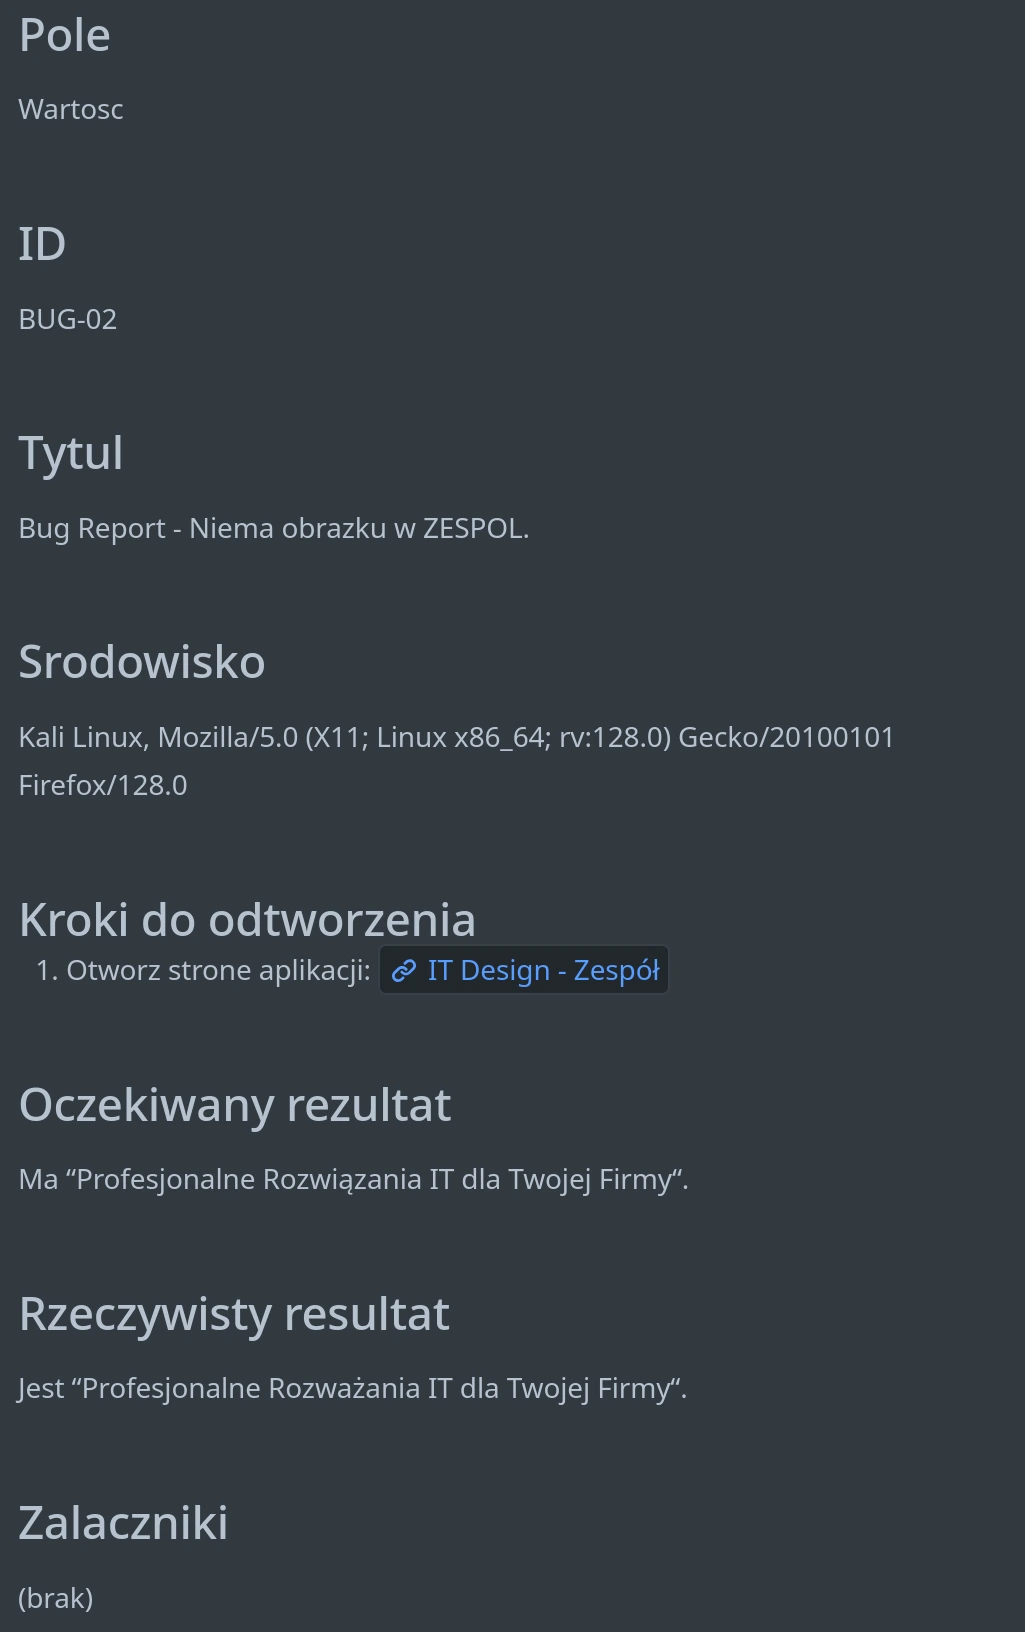 Pole
Wartosc
ID
BUG-02
Tytul
Bug Report - Niema obrazku w ZESPOL.
Srodowisko
Kali Linux, Mozilla/5.0 (X11; Linux x86_64; rv:128.0) Gecko/20100101
Firefox/128.0
Kroki do odtworzenia
1. Otworz strone aplikacji: IT Design - Zespół
Oczekiwany rezultat
Ma “Profesjonalne Rozwiązania IT dla Twojej Firmy“.
Rzeczywisty resultat
Jest “Profesjonalne Rozważania IT dla Twojej Firmy“.
Zalaczniki
(brak)